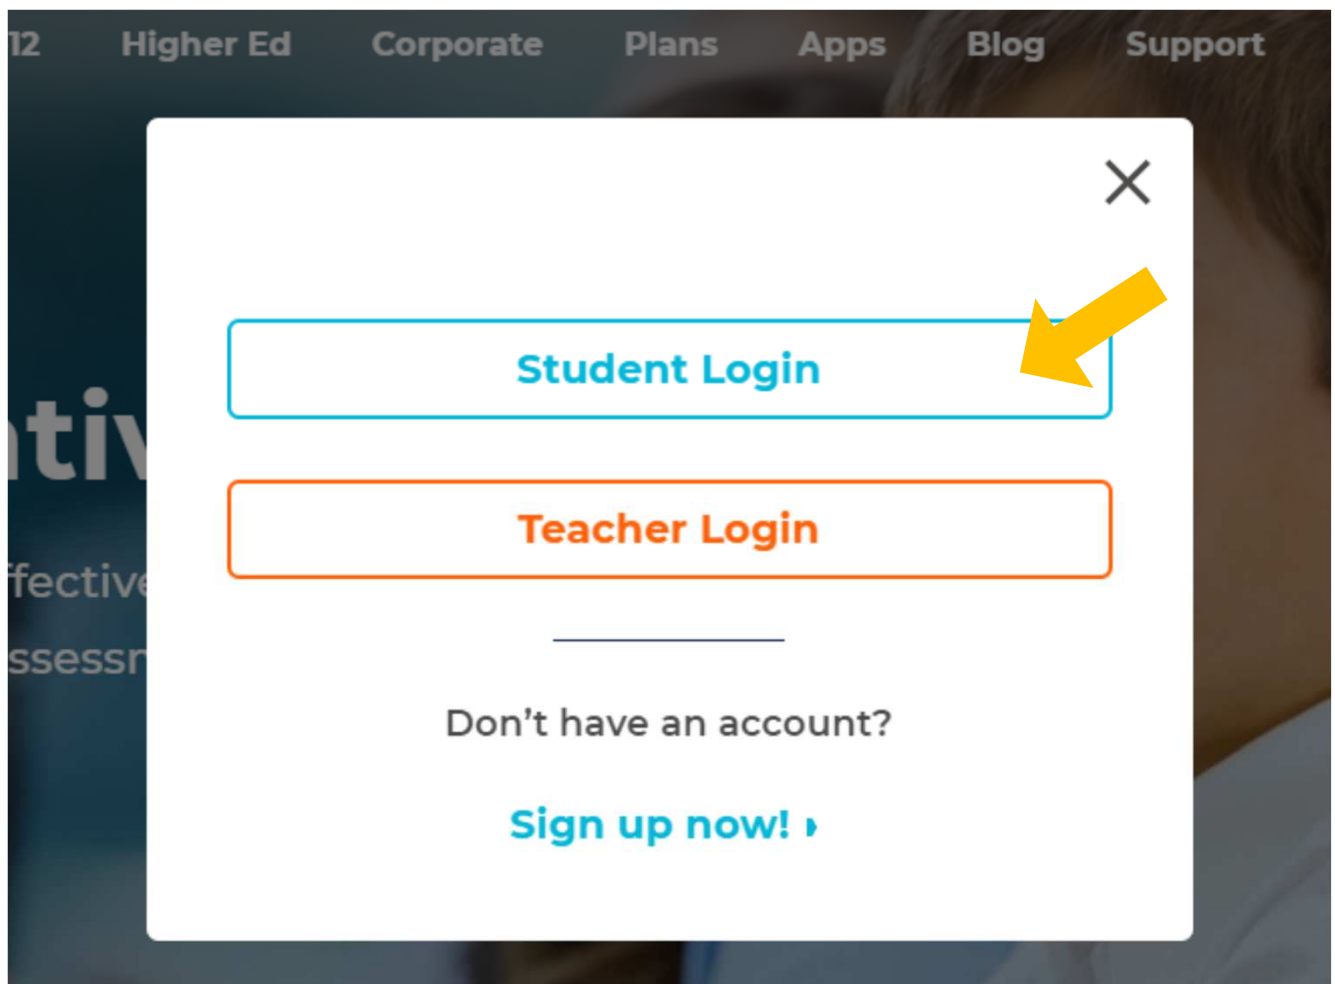 12 Higher Ed Corporate Plans Apps Blog Support
Student Login
Teacher Login
Don't have an account?
Sign up now!